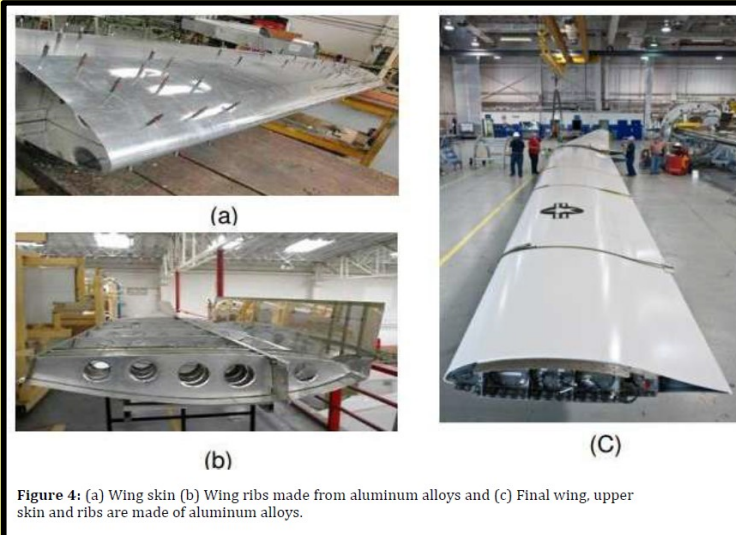 (a)
(b)
(C)
Figure 4: (a) Wing skin (b) Wing ribs made from aluminum alloys and (c) Final wing, upper
skin and ribs are made of aluminum alloys.